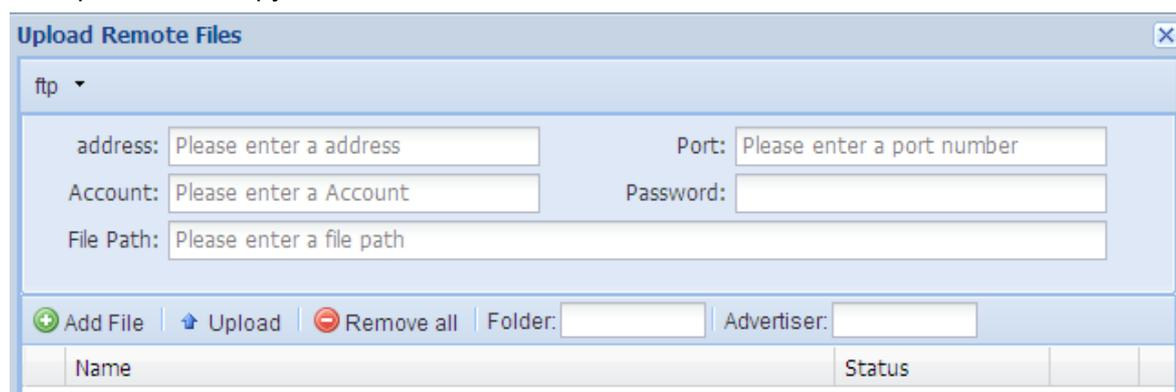 Upload Remote Files
ftp
address: Please enter a address Port: Please enter a port number
Account: Please enter a Account Password:
File Path: Please enter a file path
Add File Upload Remove all Folder: Advertiser:
Name Status